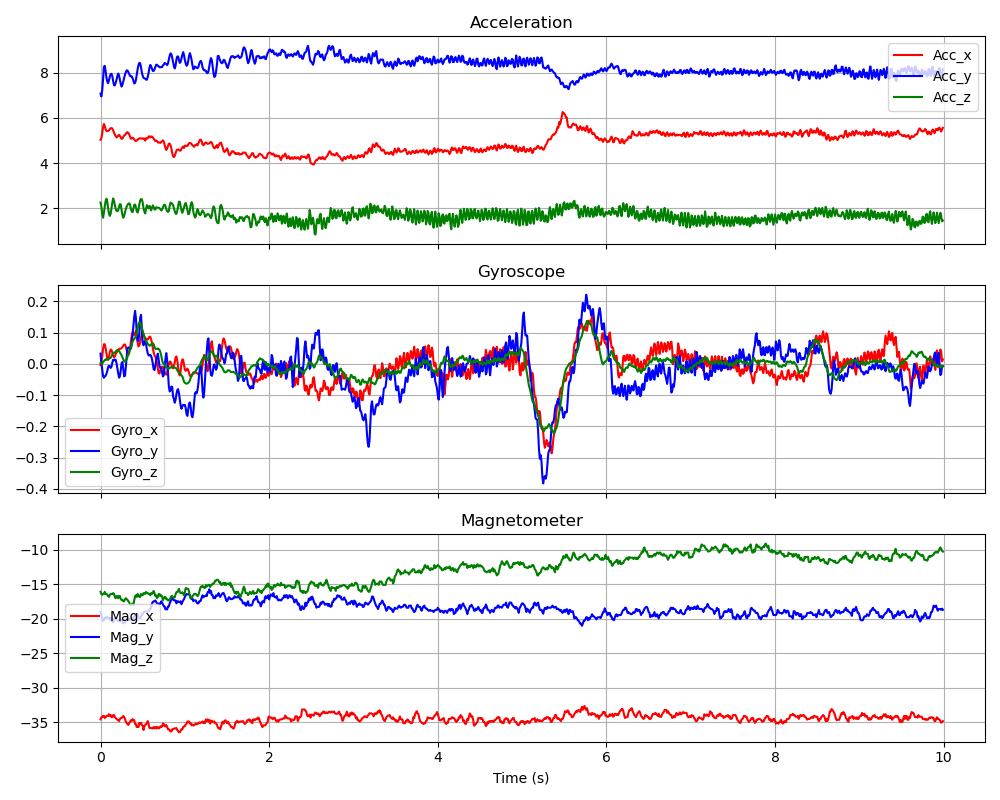 Acceleration
8
6
4
2
Acc_x
Acc_y
Acc_z
Gyroscope
0.2
0.1
0.0
−0.1
−0.2
−0.3
−0.4
Gyro_x
Gyro_y
Gyro_z
Magnetometer
−10
−15
−20
−25
−30
−35
Mag_x
Mag_y
Mag_z
0 2 4 6 8 10
Time (s)